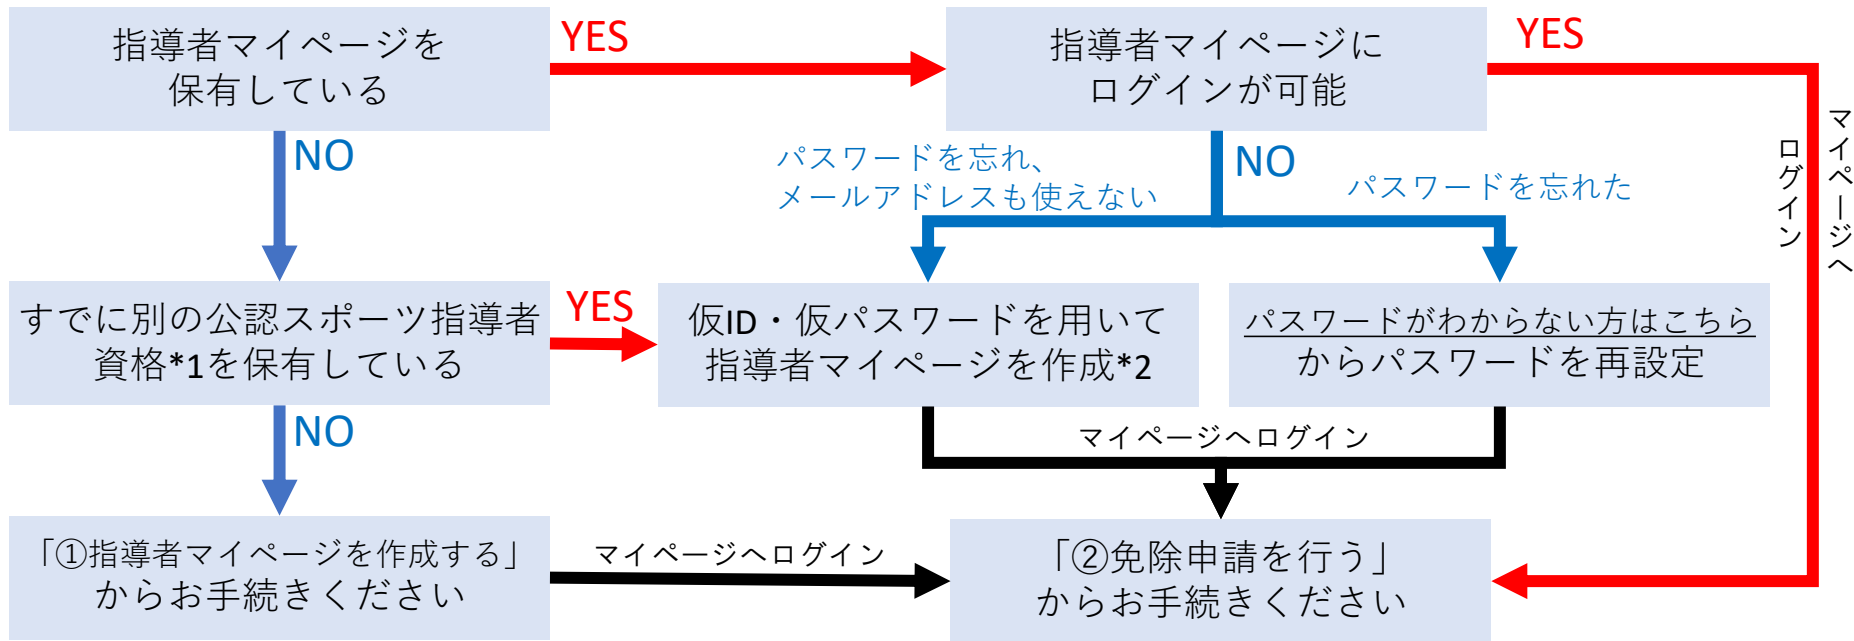 指導者マイページを
保有している
YES
指導者マイページに
ログインが可能
YES
マイページへ
ログイン
NO
パスワードを忘れ、
メールアドレスも使えない
NO
パスワードを忘れた
すでに別の公認スポーツ指導者
資格*1を保有している
YES
仮ID・仮パスワードを用いて
指導者マイページを作成*2
パスワードがわからない方はこちら
からパスワードを再設定
NO
マイページへログイン
「①指導者マイページを作成する」
からお手続きください
マイページへログイン
「②免除申請を行う」
からお手続きください